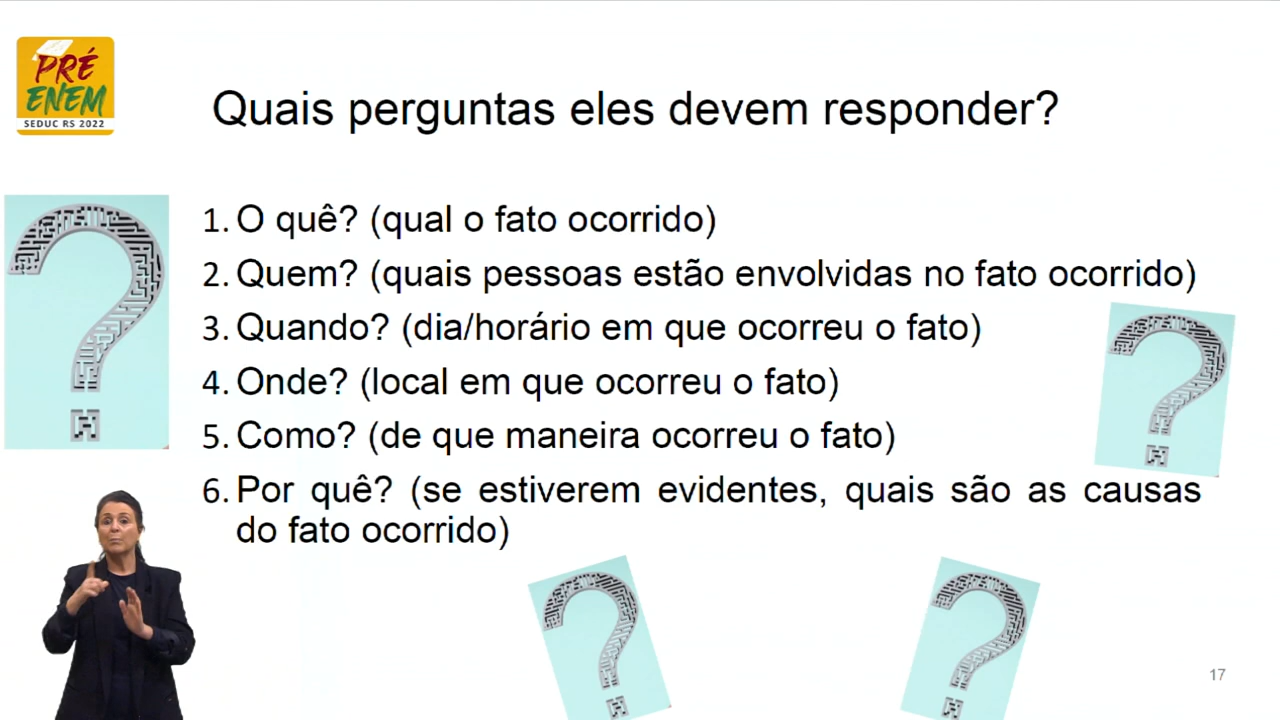 PRÉ
ENEM
SEDUC RS 2022
Quais perguntas eles devem responder?
1. O quê? (qual o fato ocorrido)
2. Quem? (quais pessoas estão envolvidas no fato ocorrido)
3. Quando? (dia/horário em que ocorreu o fato)
4. Onde? (local em que ocorreu o fato)
5. Como? (de que maneira ocorreu o fato)
6. Por quê? (se estiverem evidentes, quais são as causas
do fato ocorrido)
17